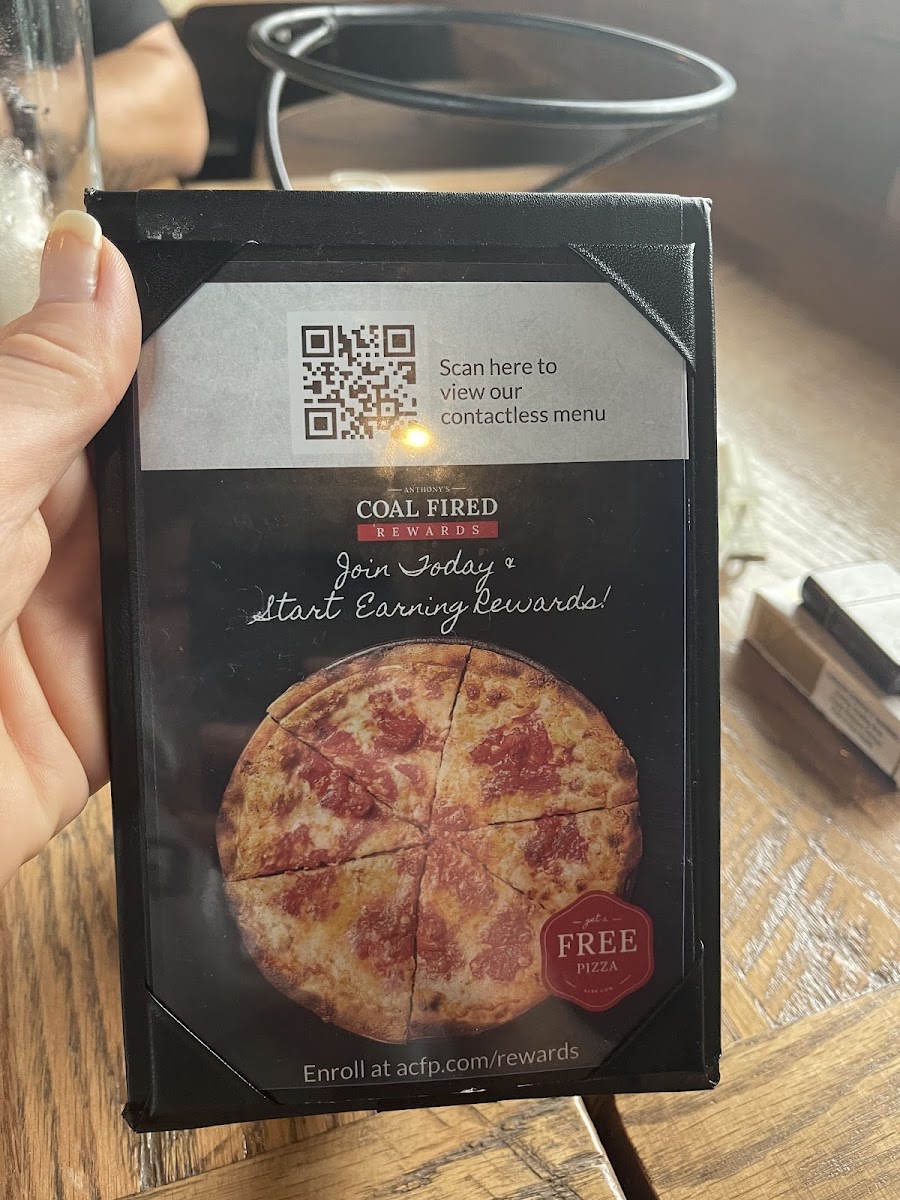 Scan here to
view our
contactless menu
ANTHONY'S
COAL FIRED
REWARDS
Join Today &
Start Earning Rewards!
get a
FREE
PIZZA
Enroll at acfp.com/rewards